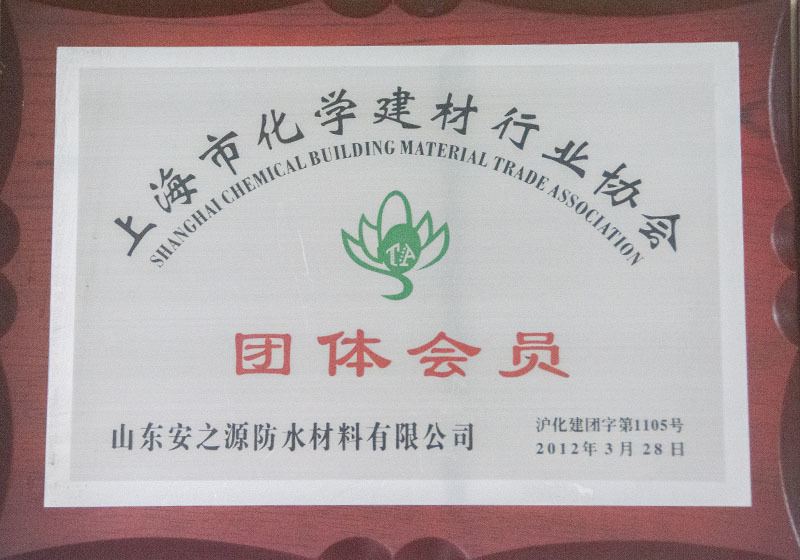 上海市化学建材行业协会
SHANGHAI CHEMICAL BUILDING MATERIAL TRADE ASSOCIATION
TA
团体会员
山东安之源防水材料有限公司
沪化建团字第1105号
2012年3月28日